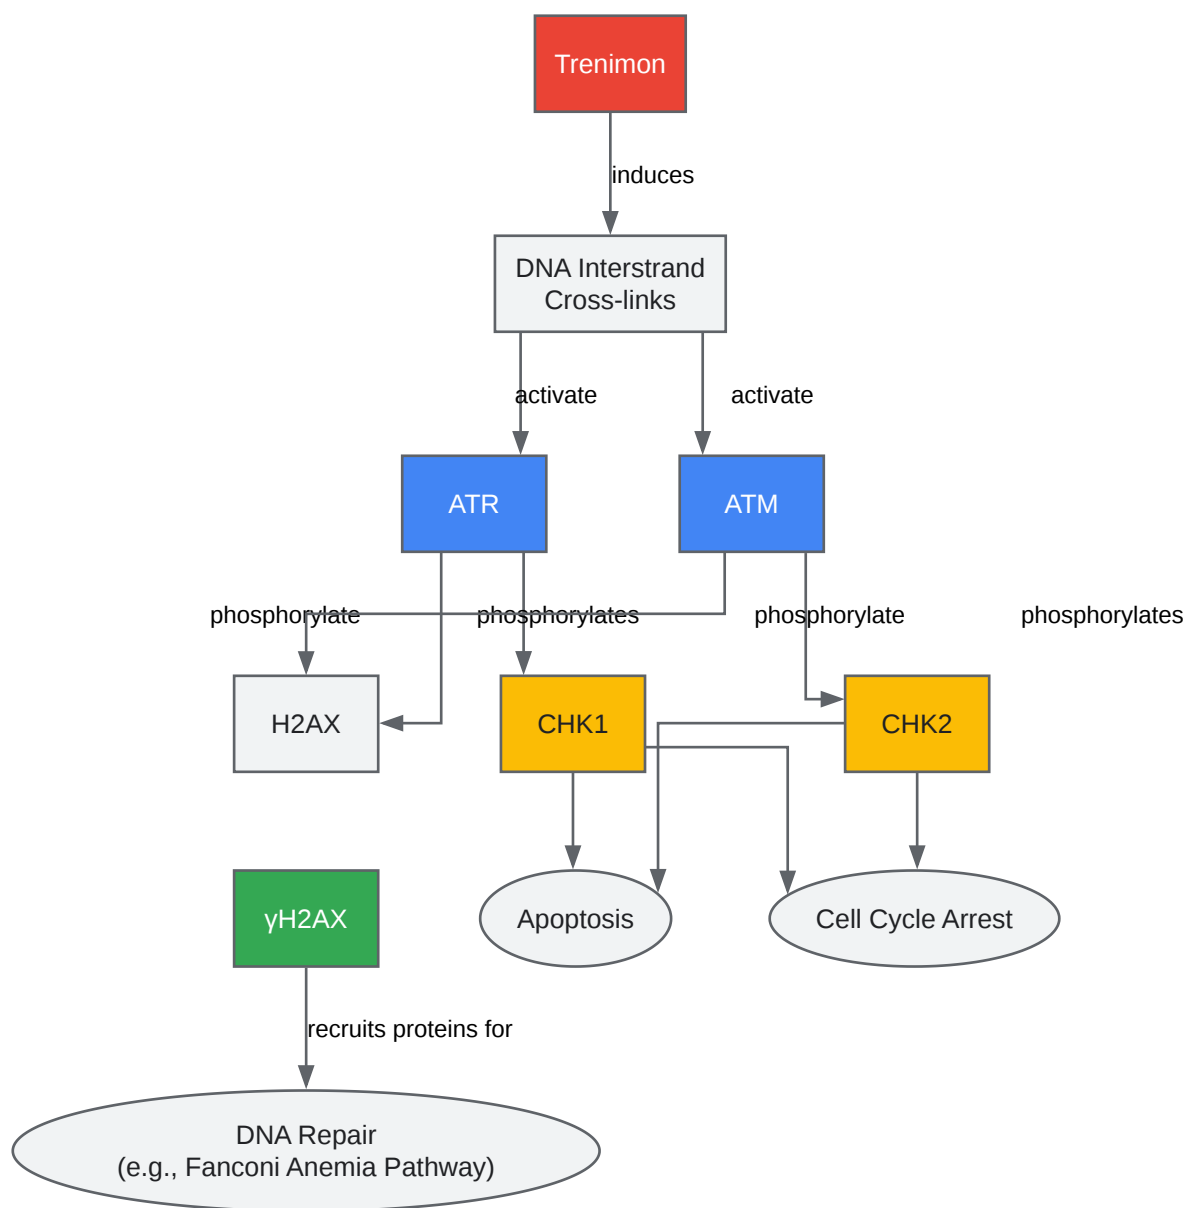 Trenimon
induces
DNA Interstrand
Cross-links
activate
activate
ATR
ATM
phosphorylate
phosphorylates
phosphorylate
phosphorylates
H2AX
CHK1
CHK2
γH2AX
Apoptosis
Cell Cycle Arrest
recruits proteins for
DNA Repair
(e.g., Fanconi Anemia Pathway)